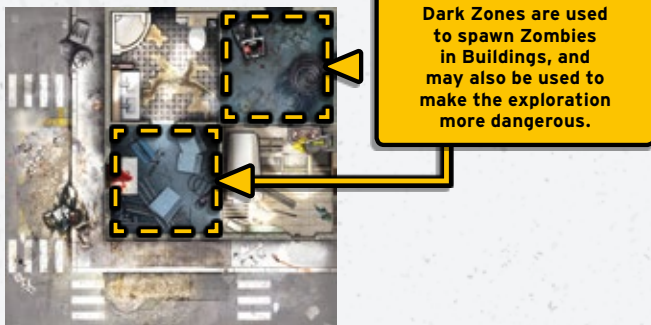 Dark Zones are used
to spawn Zombies
in Buildings, and
may also be used to
make the exploration
more dangerous.